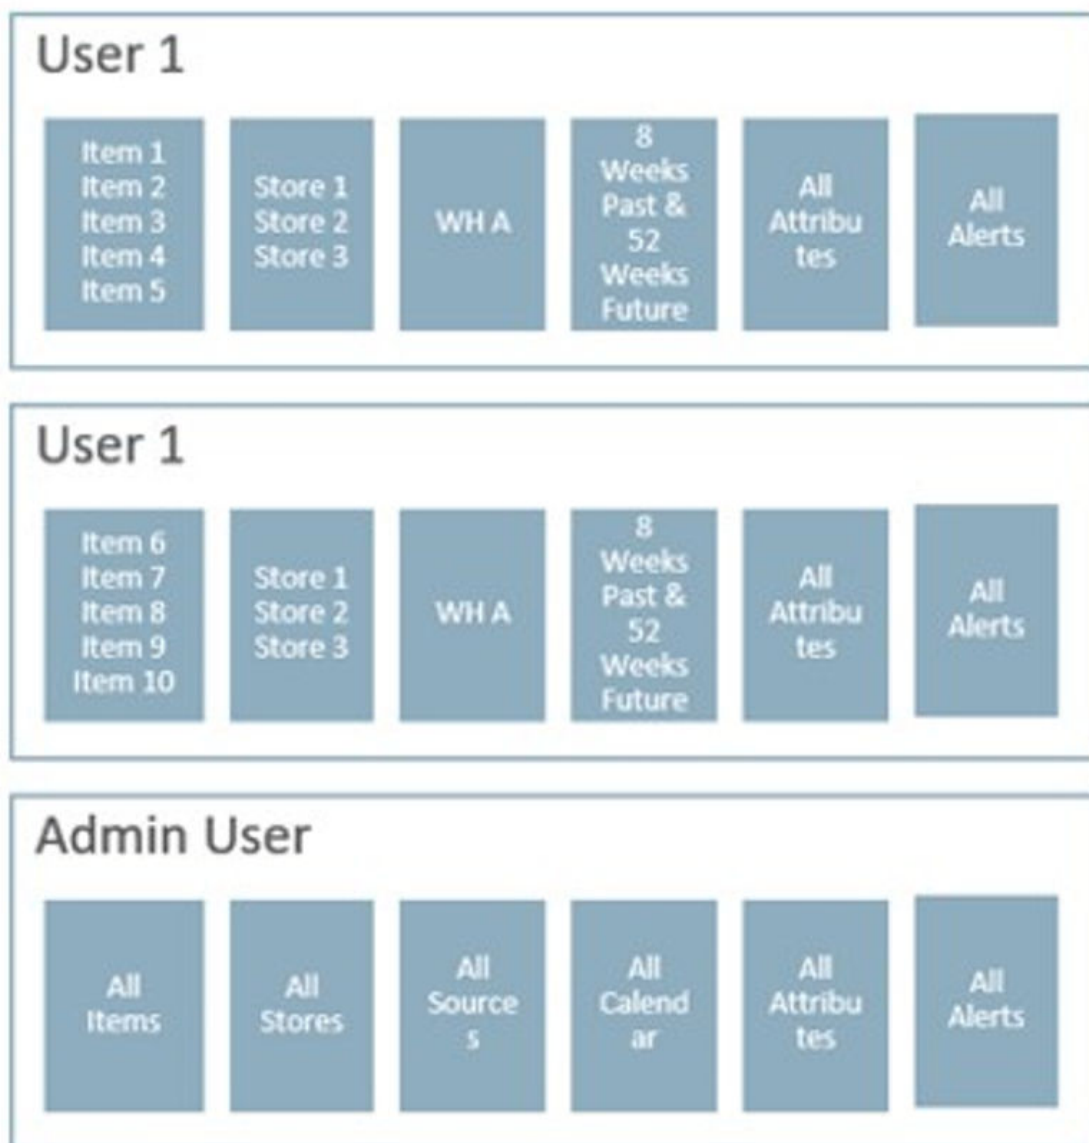 User 1
Item 1
Item 2
Item 3
Item 4
Item 5
Store 1
Store 2
Store 3
WH A
8
Weeks
Past &
52
Weeks
Future
All
Attribu
tes
All
Alerts
User 1
Item 6
Item 7
Item 8
Item 9
Item 10
Store 1
Store 2
Store 3
WH A
8
Weeks
Past &
52
Weeks
Future
All
Attribu
tes
All
Alerts
Admin User
All
Items
All
Stores
All
Source
s
All
Calend
ar
All
Attribu
tes
All
Alerts